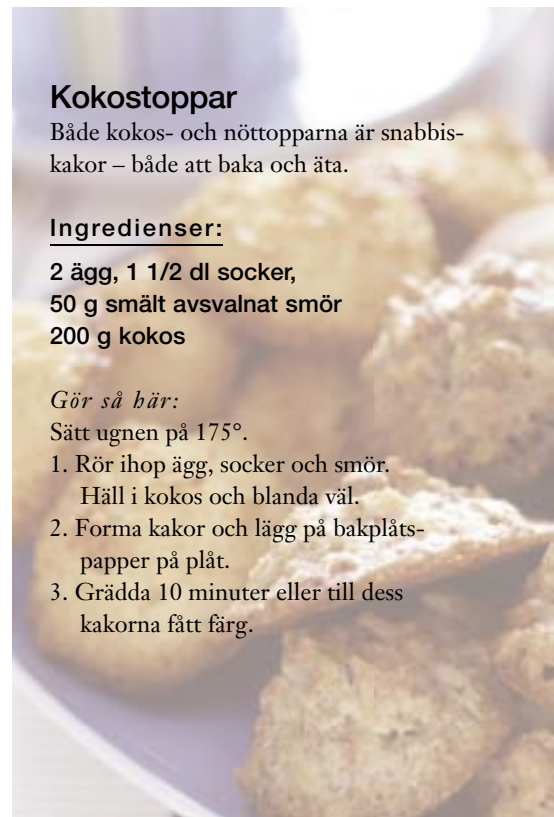 Kokostoppar
Både kokos- och nöttopparna är snabbis-
kakor – både att baka och äta.
Ingredienser:
2 ägg, 1 1/2 dl socker,
50 g smält avsvalnat smör
200 g kokos
Gör så här:
Sätt ugnen på 175°.
1. Rör ihop ägg, socker och smör.
Häll i kokos och blanda väl.
2. Forma kakor och lägg på bakplåts-
papper på plåt.
3. Grädda 10 minuter eller till dess
kakorna fått färg.